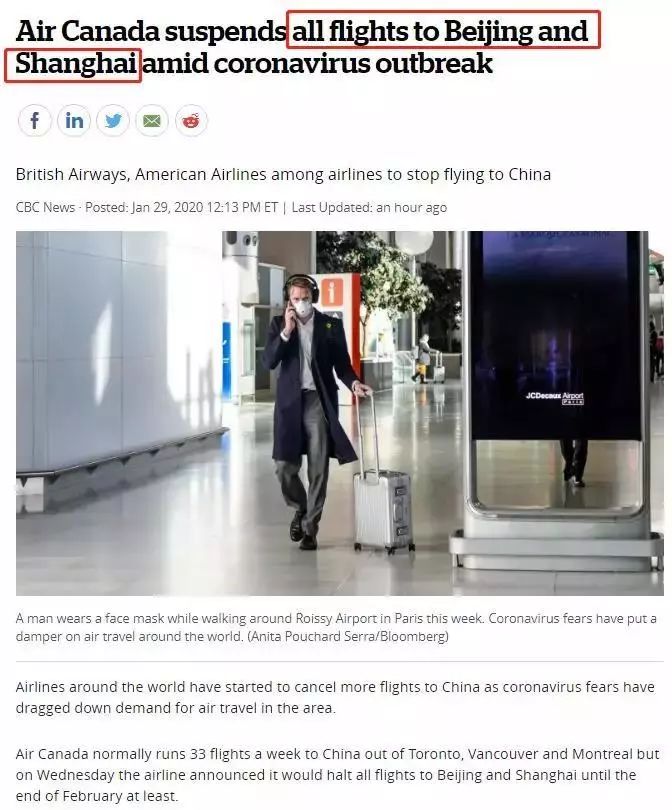 Air Canada suspends all flights to Beijing and
Shanghai amid coronavirus outbreak
British Airways, American Airlines among airlines to stop flying to China
CBC News · Posted: Jan 29, 2020 12:13 PM ET | Last Updated: an hour ago
i
JCDecaux Airport
Paris
A man wears a face mask while walking around Roissy Airport in Paris this week. Coronavirus fears have put a
damper on air travel around the world. (Anita Pouchard Serra/Bloomberg)
Airlines around the world have started to cancel more flights to China as coronavirus fears have
dragged down demand for air travel in the area.
Air Canada normally runs 33 flights a week to China out of Toronto, Vancouver and Montreal but
on Wednesday the airline announced it would halt all flights to Beijing and Shanghai until the
end of February at least.